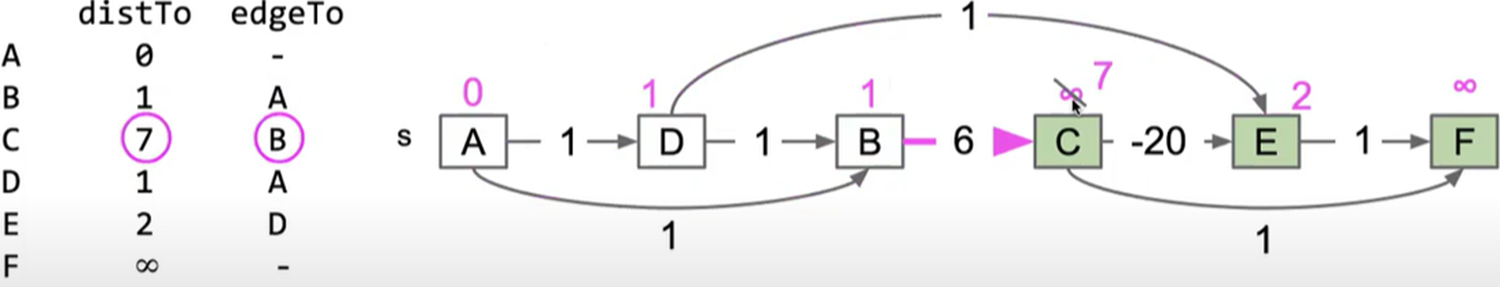 distTo edgeTo
A 0 -
B 1 A
C 7 B
D 1 A
E 2 D
F ∞ -
1
0 1 1 ∞ 7 2 ∞
s A 1 D 1 B 6 C -20 E 1 F
1 1